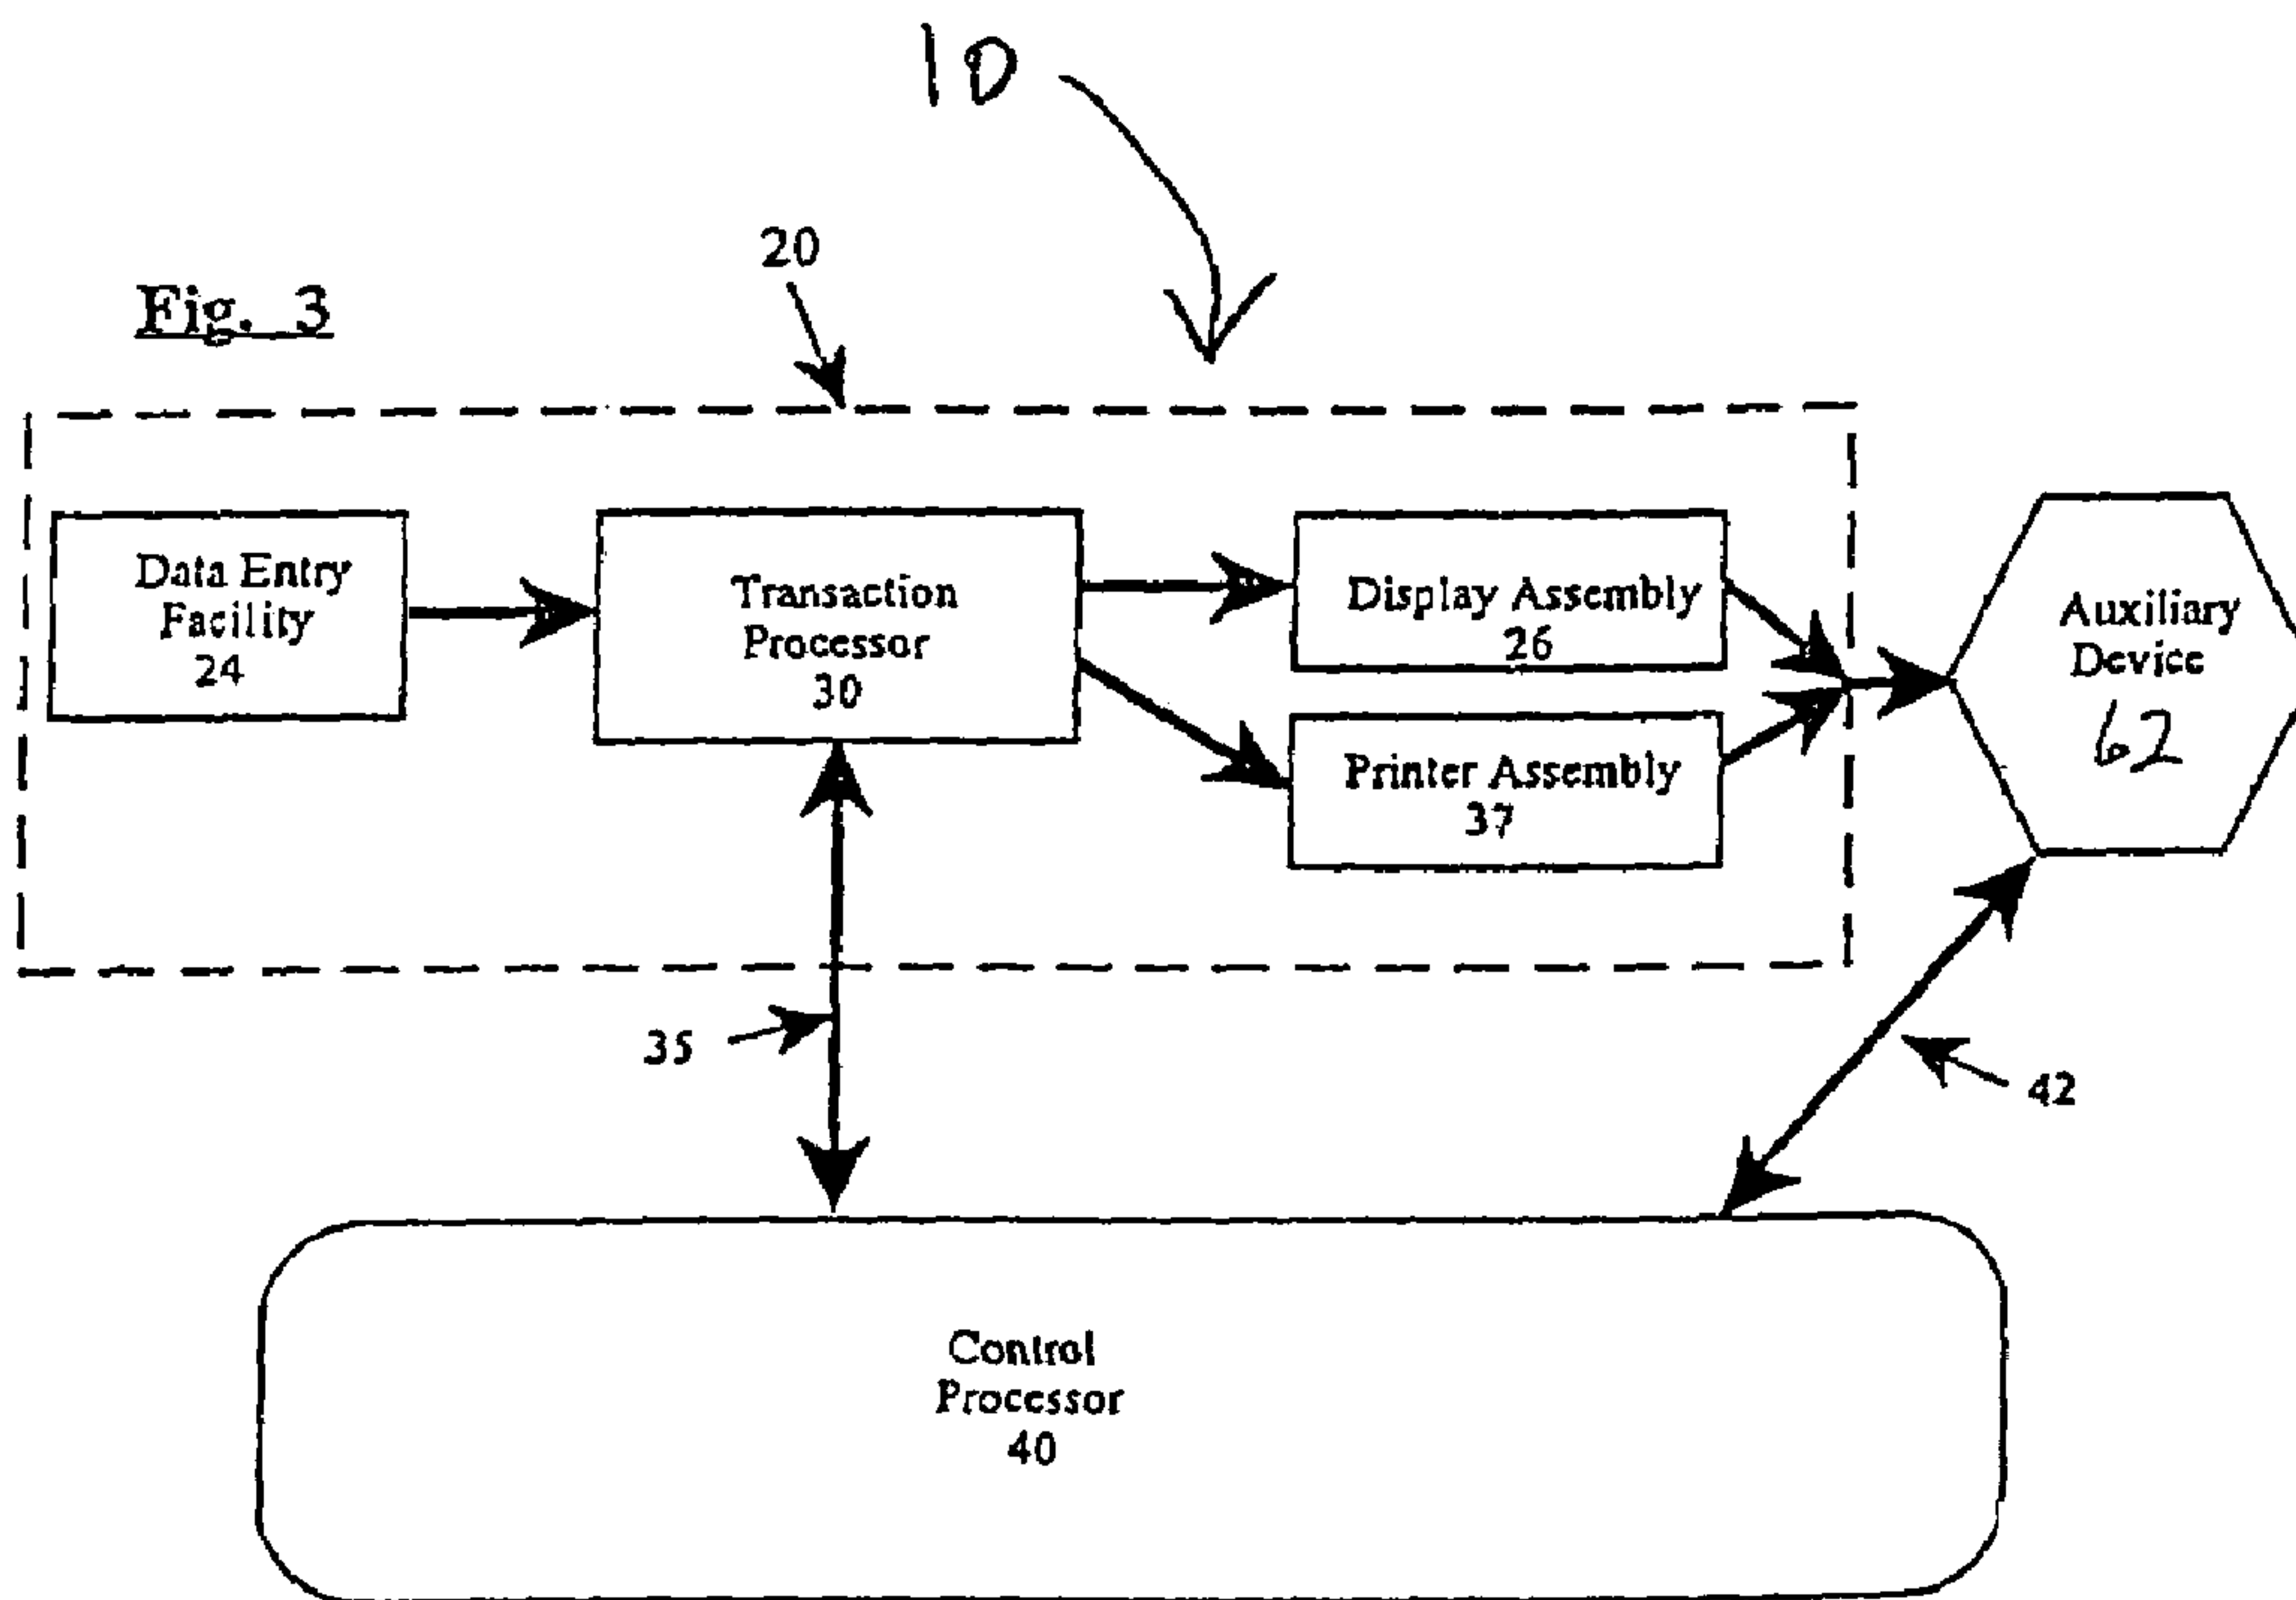 10
20
Fig. 3
Data Entry
Facility
24
Transaction
Processor
30
Display Assembly
26
Printer Assembly
37
Auxiliary
Device
62
35
42
Control
Processor
40